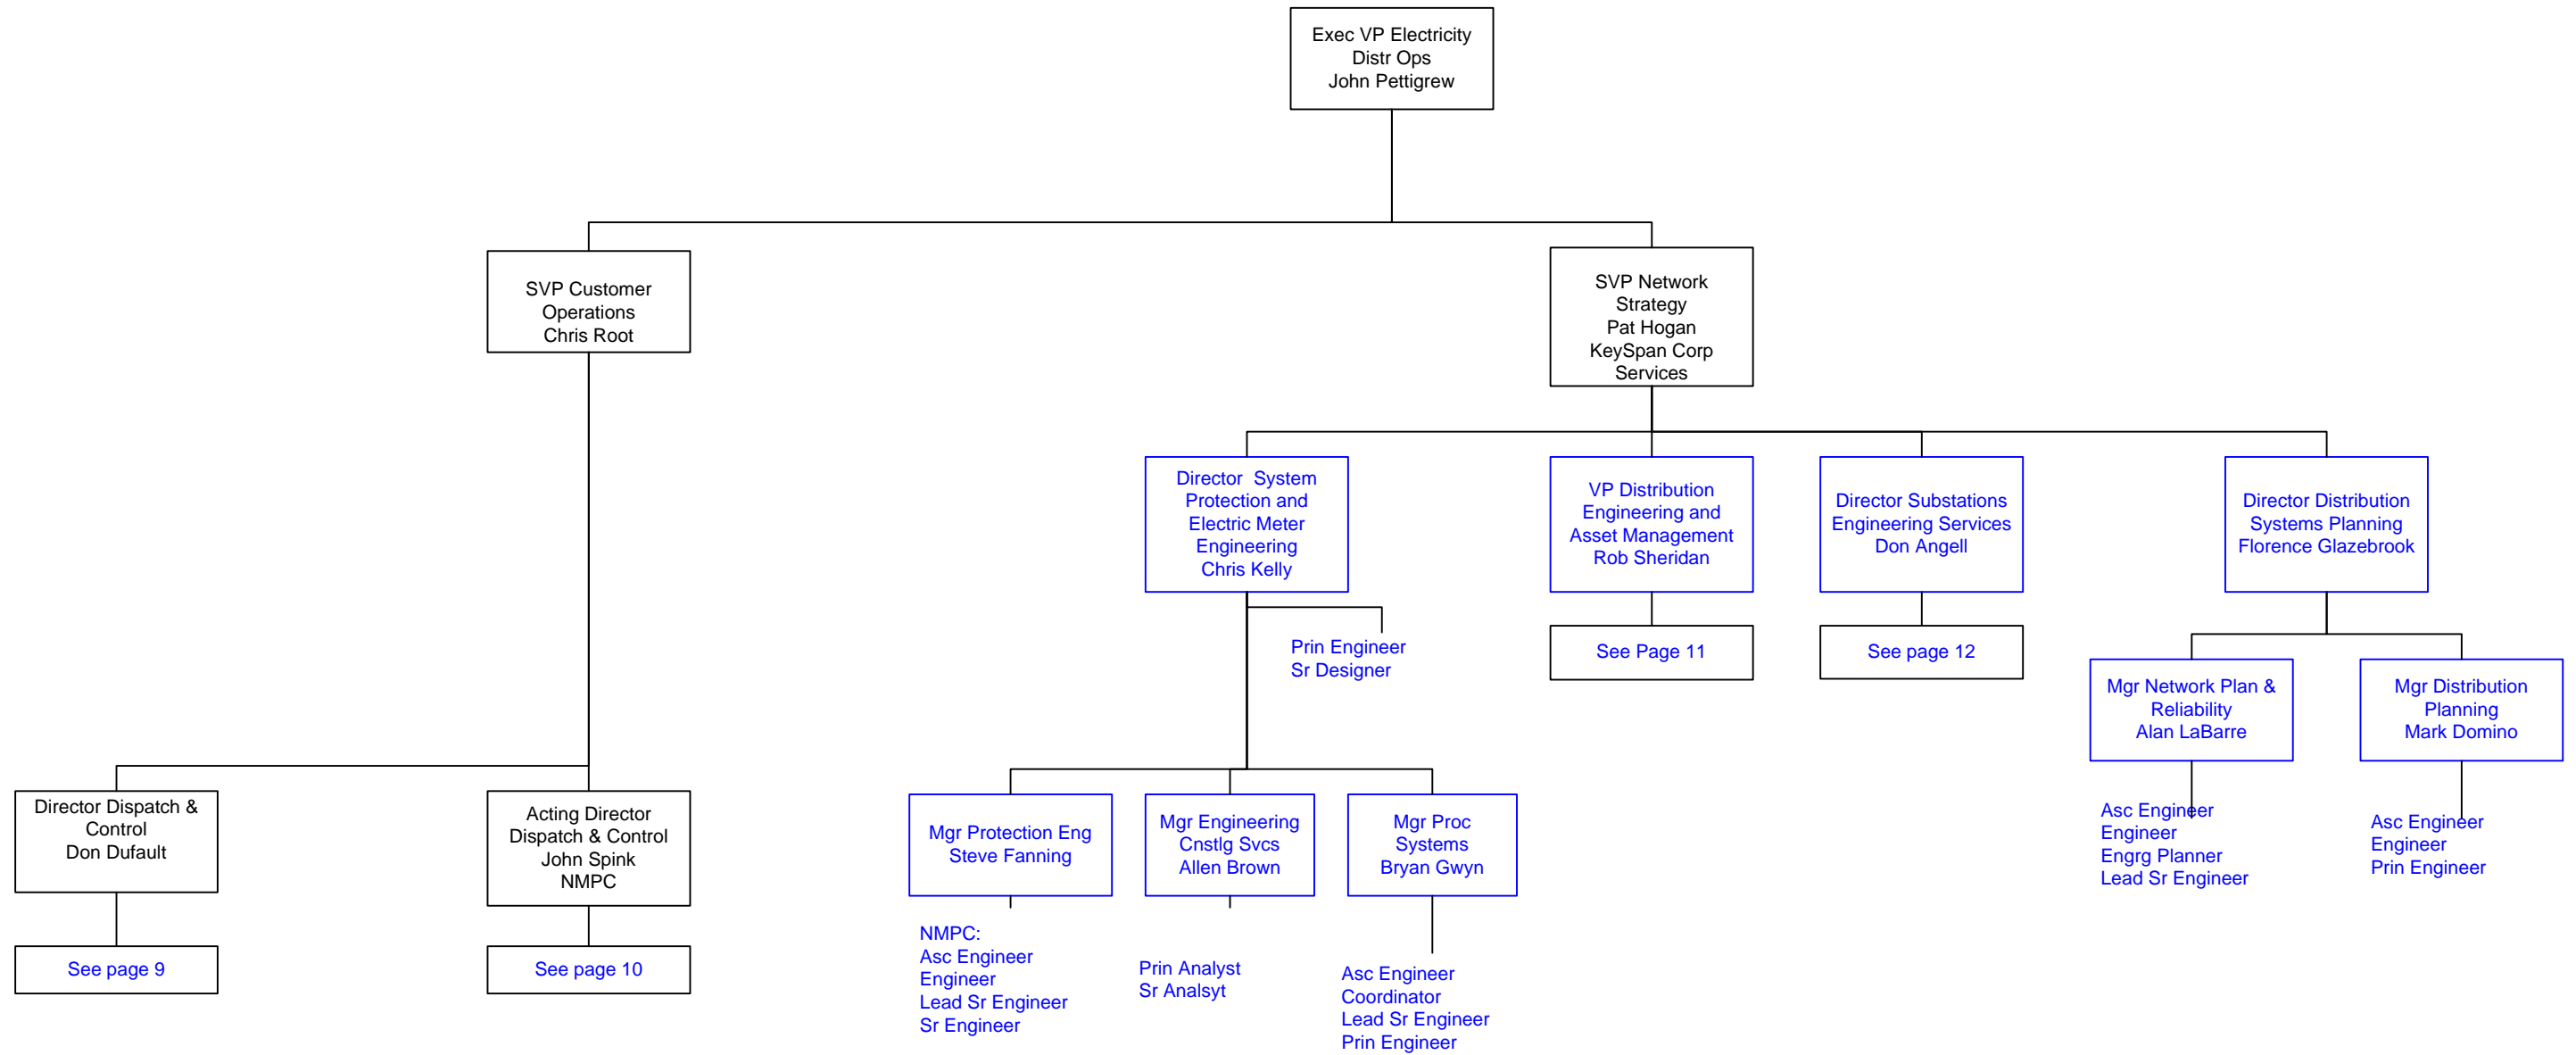 Exec VP Electricity
Distr Ops
John Pettigrew
SVP Customer
Operations
Chris Root
SVP Network
Strategy
Pat Hogan
KeySpan Corp
Services
Director  System
Protection and
Electric Meter
Engineering
Chris Kelly
VP Distribution
Engineering and
Asset Management
Rob Sheridan
Director Substations
Engineering Services
Don Angell
Director Distribution
Systems Planning
Florence Glazebrook
Prin Engineer
Sr Designer
See Page 11
See page 12
Mgr Network Plan &
Reliability
Alan LaBarre
Mgr Distribution
Planning
Mark Domino
Director Dispatch &
Control
Don Dufault
Acting Director
Dispatch & Control
John Spink
NMPC
Mgr Protection Eng
Steve Fanning
Mgr Engineering
Cnstlg Svcs
Allen Brown
Mgr Proc
Systems
Bryan Gwyn
Asc Engineer
Engineer
Engrg Planner
Lead Sr Engineer
Asc Engineer
Engineer
Prin Engineer
See page 9
See page 10
NMPC:
Asc Engineer
Engineer
Lead Sr Engineer
Sr Engineer
Prin Analyst
Sr Analsyt
Asc Engineer
Coordinator
Lead Sr Engineer
Prin Engineer